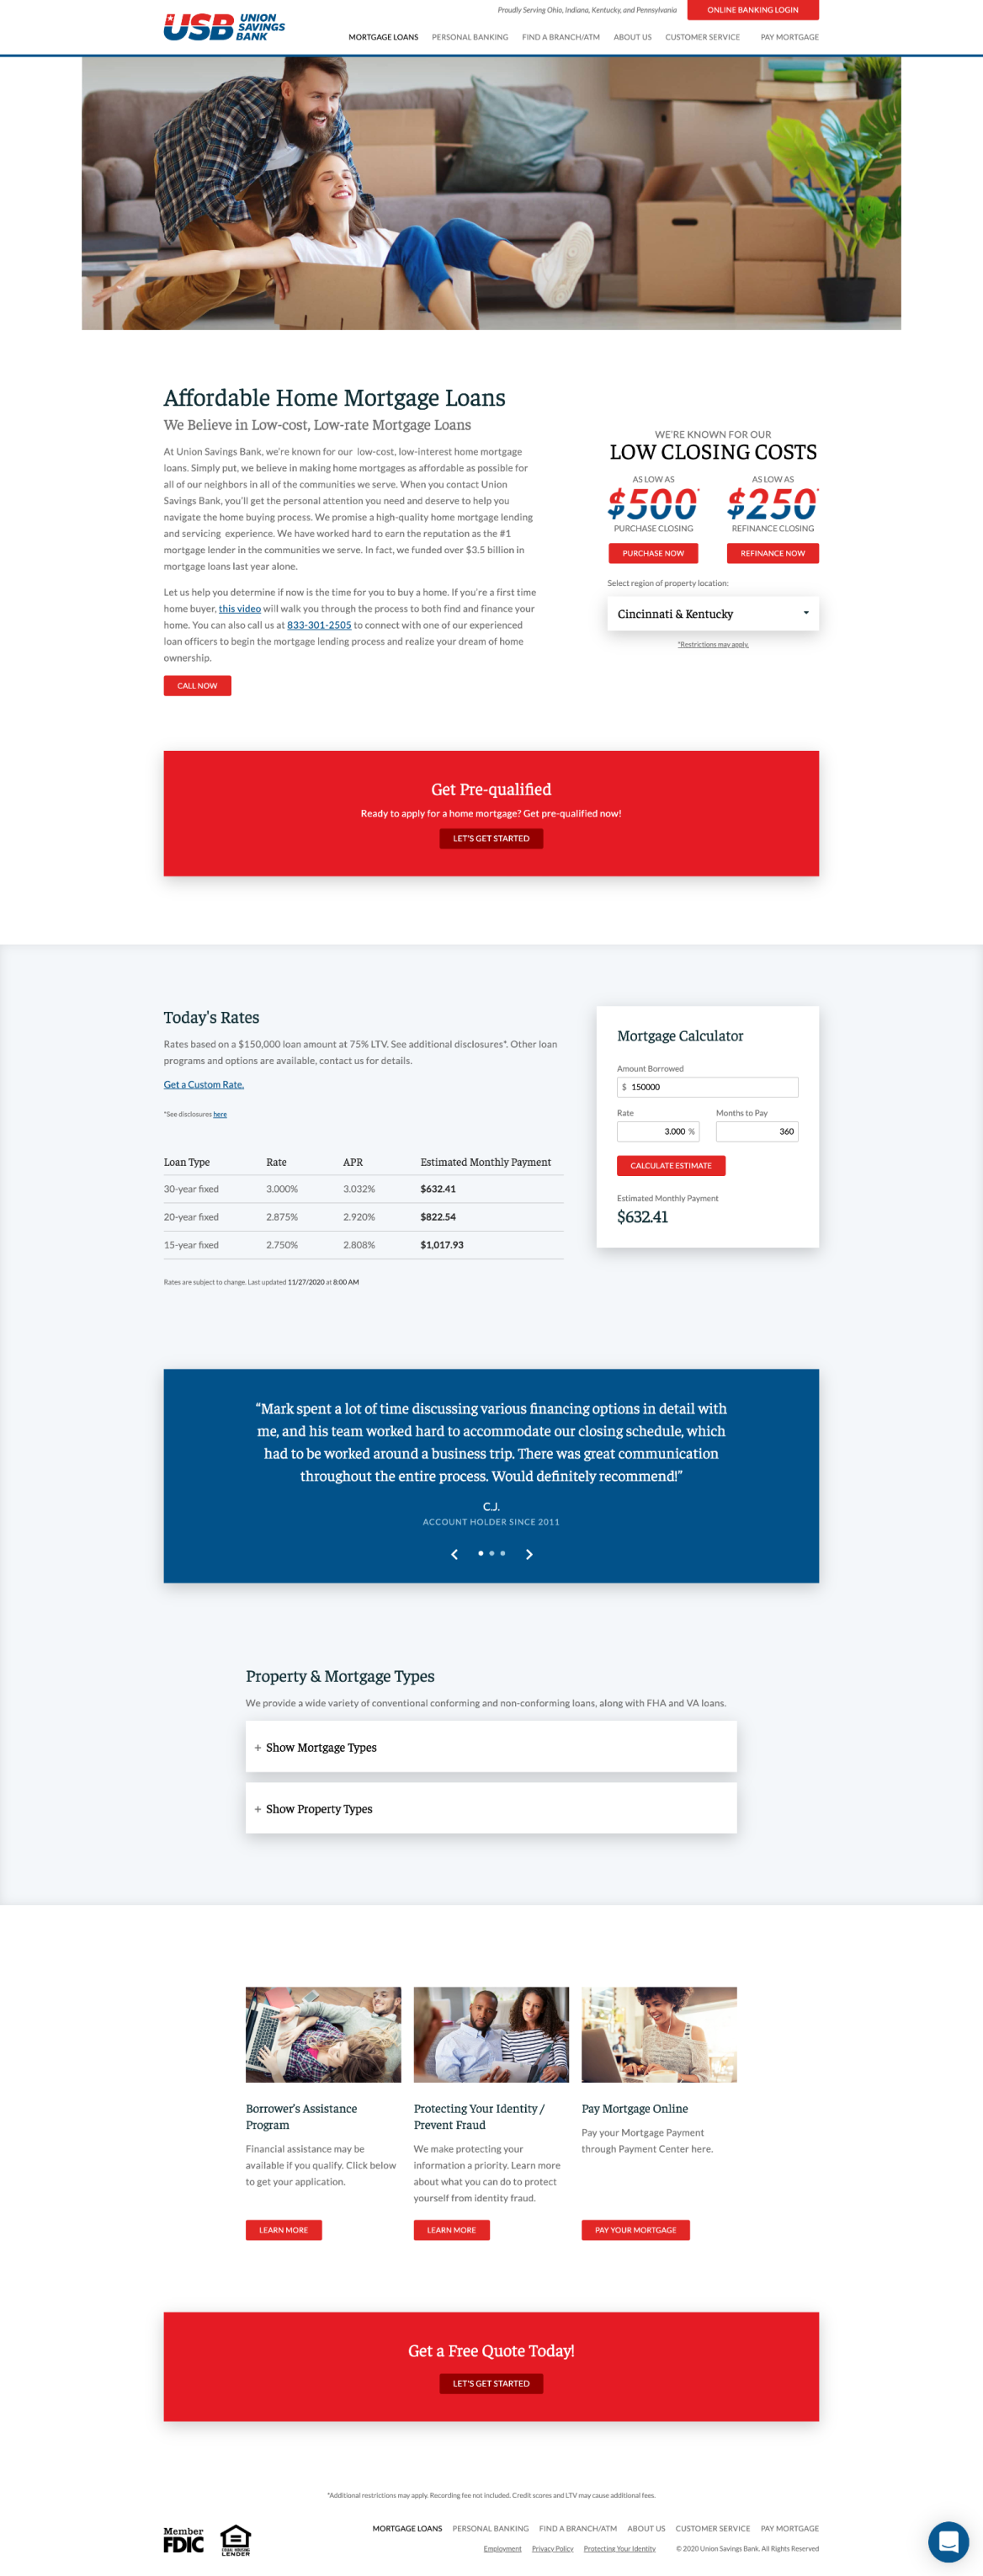 USB UNION
SAVINGS
BANK
Proudly Serving Ohio, Indiana, Kentucky, and Pennsylvania
ONLINE BANKING LOGIN
MORTGAGE LOANS PERSONAL BANKING FIND A BRANCH/ATM ABOUT US CUSTOMER SERVICE PAY MORTGAGE
Affordable Home Mortgage Loans
We Believe in Low-cost, Low-rate Mortgage Loans
At Union Savings Bank, we're known for our low-cost, low-interest home mortgage
loans. Simply put, we believe in making home mortgages as affordable as possible for
all of our neighbors in all of the communities we serve. When you contact Union
Savings Bank, you'll get the personal attention you need and deserve to help you
navigate the home buying process. We promise a high-quality home mortgage lending
and servicing experience. We have worked hard to earn the reputation as the #1
mortgage lender in the communities we serve. In fact, we funded over $3.5 billion in
mortgage loans last year alone.
Let us help you determine if now is the time for you to buy a home. If you're a first time
home buyer, this video will walk you through the process to both find and finance your
home. You can also call us at 833-301-2505 to connect with one of our experienced
loan officers to begin the mortgage lending process and realize your dream of home
ownership.
CALL NOW
WE'RE KNOWN FOR OUR
LOW CLOSING COSTS
AS LOW AS AS LOW AS
$500* $250*
PURCHASE CLOSING REFINANCE CLOSING
PURCHASE NOW REFINANCE NOW
Select region of property location:
Cincinnati & Kentucky
*Restrictions may apply.
Get Pre-qualified
Ready to apply for a home mortgage? Get pre-qualified now!
LET'S GET STARTED
Today's Rates
Rates based on a $150,000 loan amount at 75% LTV. See additional disclosures*. Other loan
programs and options are available, contact us for details.
Get a Custom Rate.
*See disclosures here
Loan Type Rate APR Estimated Monthly Payment
30-year fixed 3.000% 3.032% $632.41
20-year fixed 2.875% 2.920% $822.54
15-year fixed 2.750% 2.808% $1,017.93
Rates are subject to change. Last updated 11/27/2020 at 8:00 AM
Mortgage Calculator
Amount Borrowed
$ 150000
Rate Months to Pay
3.000 % 360
CALCULATE ESTIMATE
Estimated Monthly Payment
$632.41
“Mark spent a lot of time discussing various financing options in detail with
me, and his team worked hard to accommodate our closing schedule, which
had to be worked around a business trip. There was great communication
throughout the entire process. Would definitely recommend!”
C.J.
ACCOUNT HOLDER SINCE 2011
Property & Mortgage Types
We provide a wide variety of conventional conforming and non-conforming loans, along with FHA and VA loans.
+ Show Mortgage Types
+ Show Property Types
Borrower's Assistance
Program
Financial assistance may be
available if you qualify. Click below
to get your application.
LEARN MORE
Protecting Your Identity /
Prevent Fraud
We make protecting your
information a priority. Learn more
about what you can do to protect
yourself from identity fraud.
LEARN MORE
Pay Mortgage Online
Pay your Mortgage Payment
through Payment Center here.
PAY YOUR MORTGAGE
Get a Free Quote Today!
LET'S GET STARTED
*Additional restrictions may apply. Recording fee not included. Credit scores and LTV may cause additional fees.
Member
FDIC
EQUAL HOUSING
LENDER
MORTGAGE LOANS PERSONAL BANKING FIND A BRANCH/ATM ABOUT US CUSTOMER SERVICE PAY MORTGAGE
Employment Privacy Policy Protecting Your Identity © 2020 Union Savings Bank, All Rights Reserved